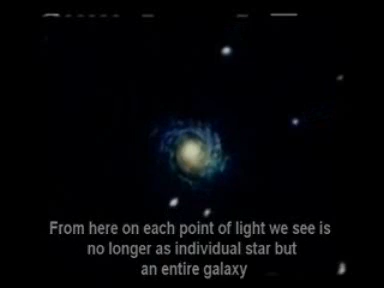 From here on each point of light we see is
no longer as individual star but
an entire galaxy